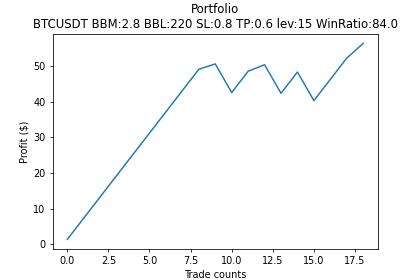 Portfolio
BTCUSDT BBM:2.8 BBL:220 SL:0.8 TP:0.6 lev:15 WinRatio:84.0
Profit ($)
50
40
30
20
10
0
0.0 2.5 5.0 7.5 10.0 12.5 15.0 17.5
Trade counts